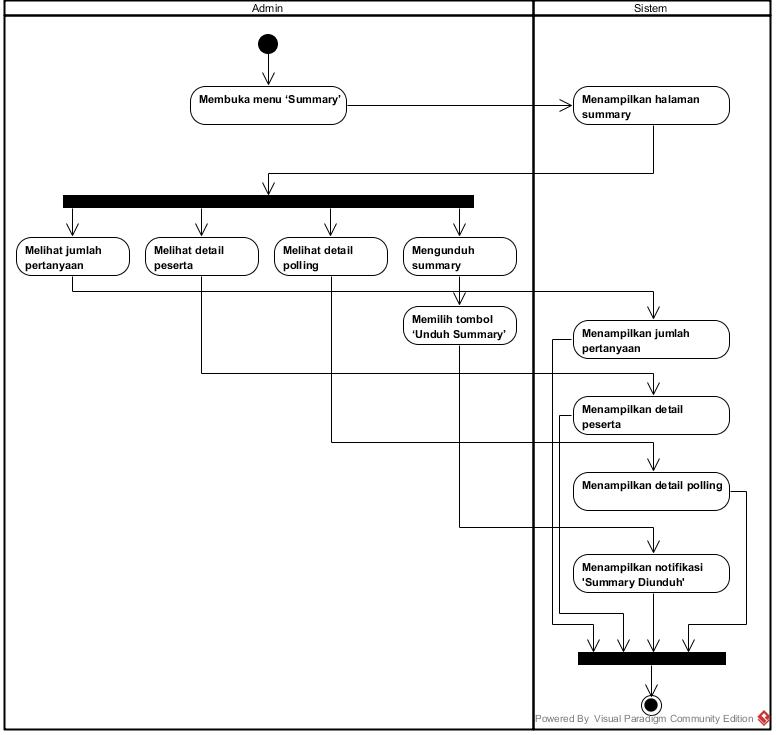 Admin
Sistem
Membuka menu ‘Summary’
Menampilkan halaman
summary
Melihat jumlah
pertanyaan
Melihat detail
peserta
Melihat detail
polling
Mengunduh
summary
Memilih tombol
‘Unduh Summary’
Menampilkan jumlah
pertanyaan
Menampilkan detail
peserta
Menampilkan detail polling
Menampilkan notifikasi
'Summary Diunduh'
Powered By Visual Paradigm Community Edition